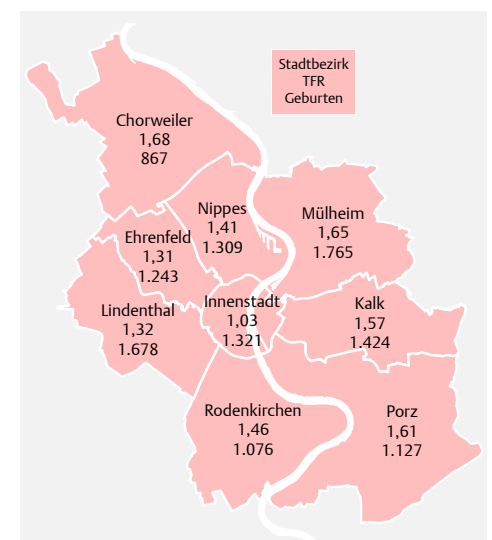 Stadtbezirk
TFR
Geburten
Chorweiler
1,68
867
Nippes
1,41
1.309
Mülheim
1,65
1.765
Ehrenfeld
1,31
1.243
Innenstadt
1,03
1.321
Lindenthal
1,32
1.678
Kalk
1,57
1.424
Rodenkirchen
1,46
1.076
Porz
1,61
1.127